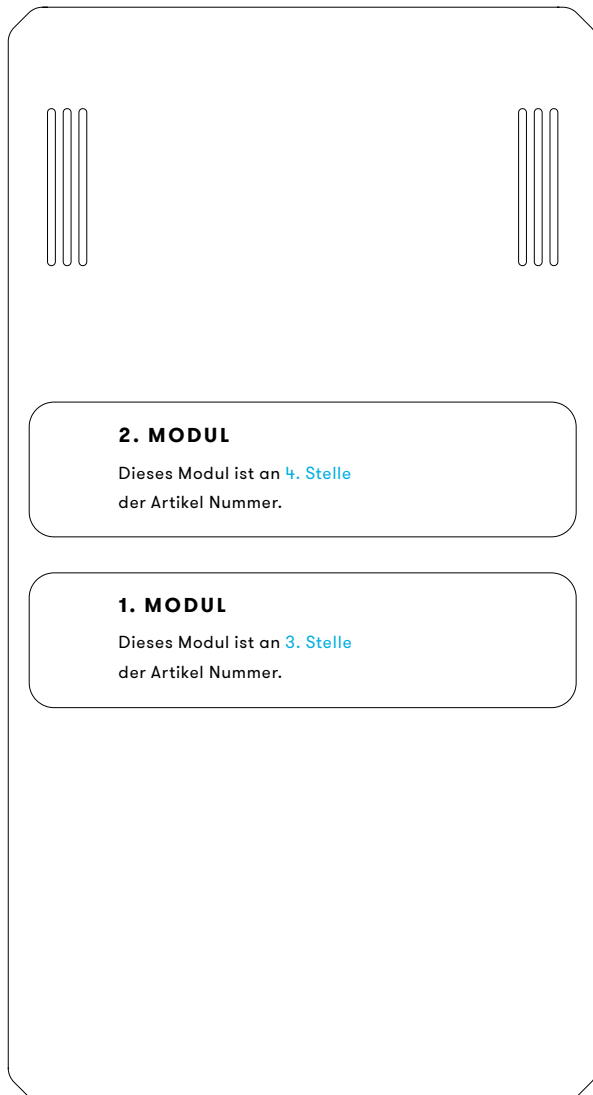 2. MODUL
Dieses Modul ist an 4. Stelle
der Artikel Nummer.
1. MODUL
Dieses Modul ist an 3. Stelle
der Artikel Nummer.